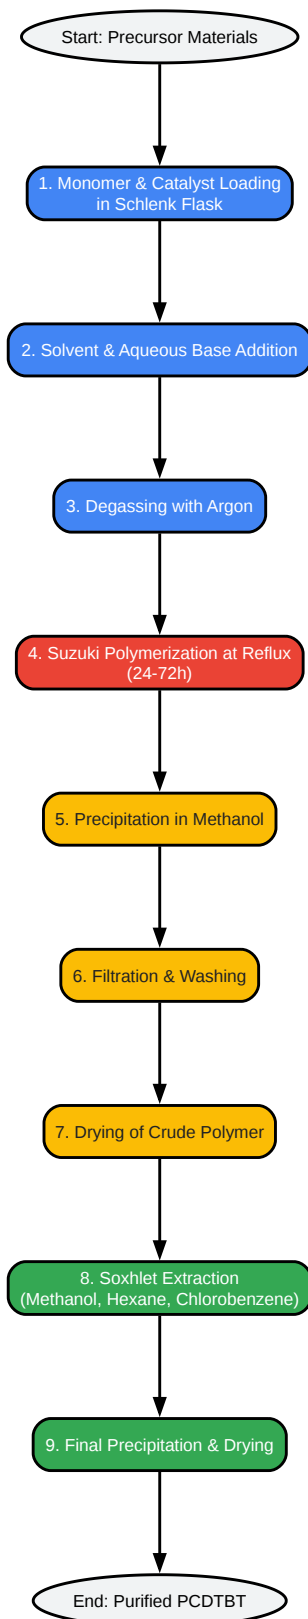 Start: Precursor Materials
1. Monomer & Catalyst Loading
in Schlenk Flask
2. Solvent & Aqueous Base Addition
3. Degassing with Argon
4. Suzuki Polymerization at Reflux
(24-72h)
5. Precipitation in Methanol
6. Filtration & Washing
7. Drying of Crude Polymer
8. Soxhlet Extraction
(Methanol, Hexane, Chlorobenzene)
9. Final Precipitation & Drying
End: Purified PCDTBT